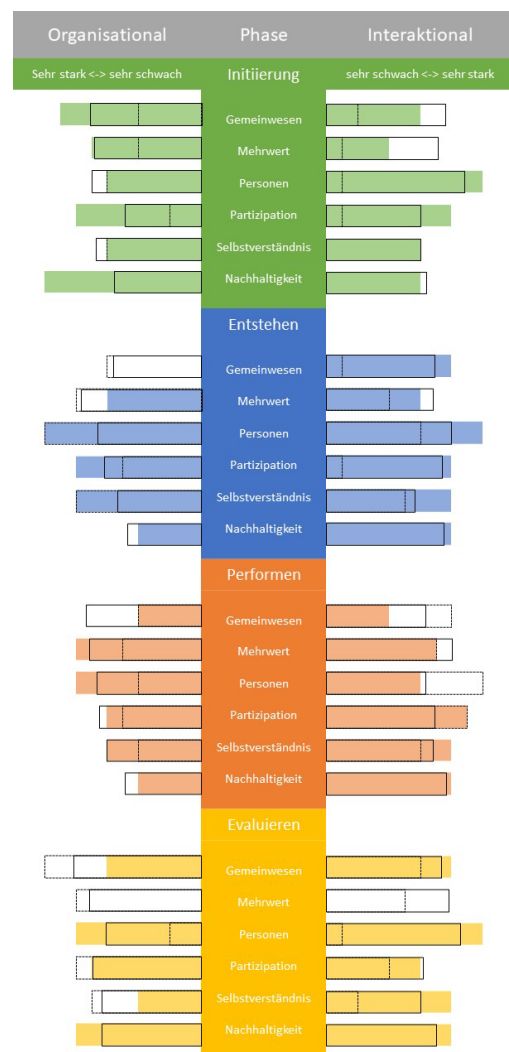 Organisational Phase Interaktional
Sehr stark <-> sehr schwach Initiierung sehr schwach <-> sehr stark
Gemeinwesen
Mehrwert
Personen
Partizipation
Selbstverständnis
Nachhaltigkeit
Entstehen
Gemeinwesen
Mehrwert
Personen
Partizipation
Selbstverständnis
Nachhaltigkeit
Performen
Gemeinwesen
Mehrwert
Personen
Partizipation
Selbstverständnis
Nachhaltigkeit
Evaluieren
Gemeinwesen
Mehrwert
Personen
Partizipation
Selbstverständnis
Nachhaltigkeit